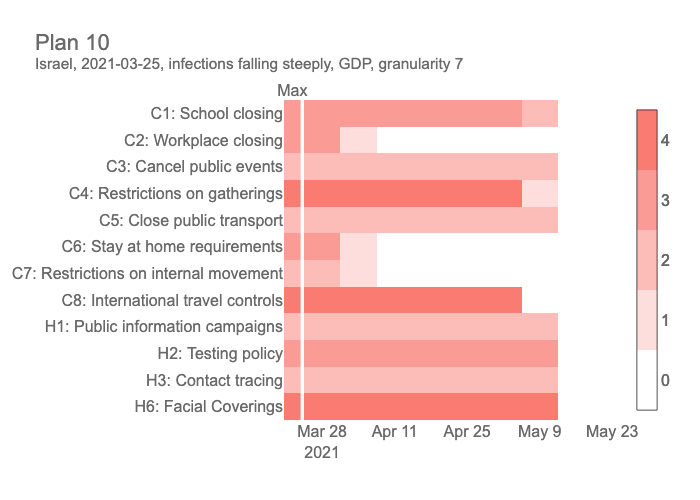 Plan 10
Israel, 2021-03-25, infections falling steeply, GDP, granularity 7
Max
C1: School closing
C2: Workplace closing
C3: Cancel public events
C4: Restrictions on gatherings
C5: Close public transport
C6: Stay at home requirements
C7: Restrictions on internal movement
C8: International travel controls
H1: Public information campaigns
H2: Testing policy
H3: Contact tracing
H6: Facial Coverings
4
3
2
1
0
Mar 28 Apr 11 Apr 25 May 9 May 23
2021